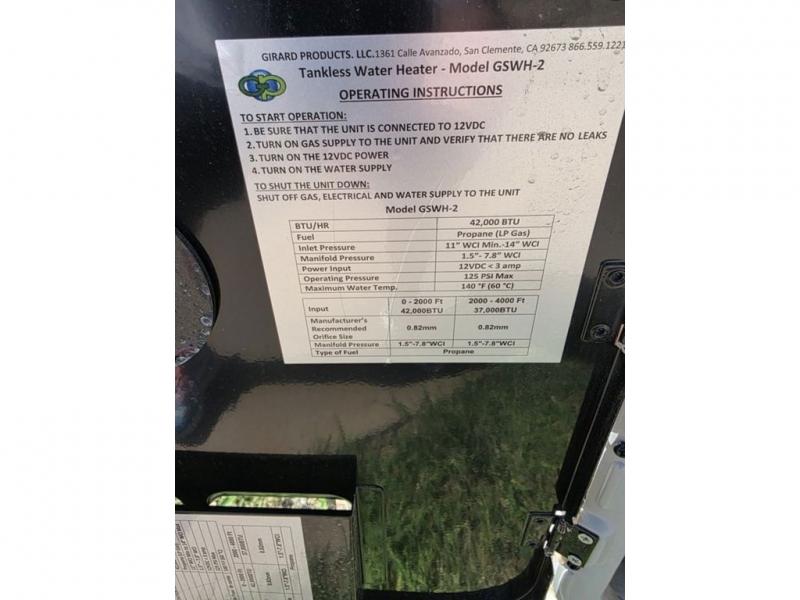 GIRARD PRODUCTS. LLC.1361 Calle Avanzado, San Clemente, CA 92673 866.559.1221
Tankless Water Heater - Model GSWH-2
OPERATING INSTRUCTIONS
TO START OPERATION:
1. BE SURE THAT THE UNIT IS CONNECTED TO 12VDC
2. TURN ON GAS SUPPLY TO THE UNIT AND VERIFY THAT THERE ARE NO LEAKS
3. TURN ON THE 12VDC POWER
4. TURN ON THE WATER SUPPLY
TO SHUT THE UNIT DOWN:
SHUT OFF GAS, ELECTRICAL AND WATER SUPPLY TO THE UNIT
Model GSWH-2
BTU/HR 42,000 BTU
Fuel Propane (LP Gas)
Inlet Pressure 11" WCI Min.-14" WCI
Manifold Pressure 1.5"- 7.8" WCI
Power Input 12VDC < 3 amp
Operating Pressure 125 PSI Max
Maximum Water Temp. 140 °F (60 °C)
Input 0 - 2000 Ft 2000 - 4000 Ft
42,000BTU 37,000BTU
Manufacturer's
Recommended 0.82mm 0.82mm
Orifice Size
Manifold Pressure 1.5"-7.8"WCI 1.5"-7.8"WCI
Type of Fuel Propane